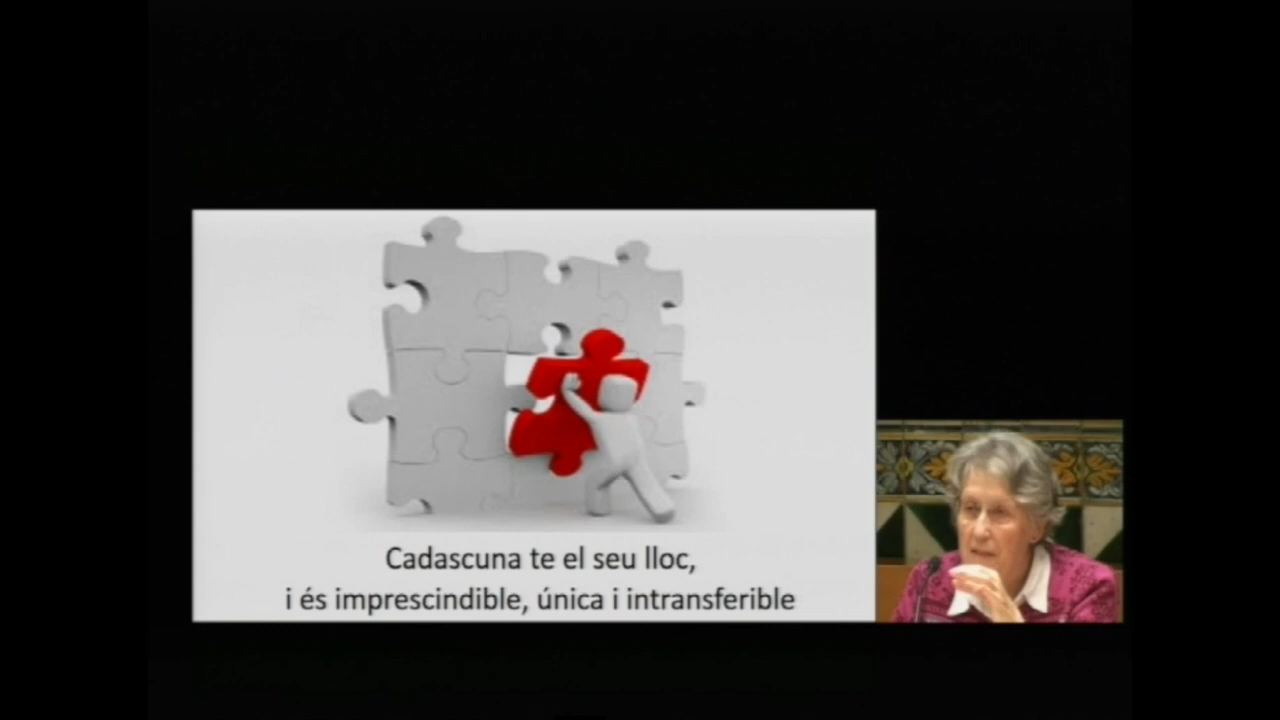 Cadascuna te el seu lloc,
i és imprescindible, única i intransferible